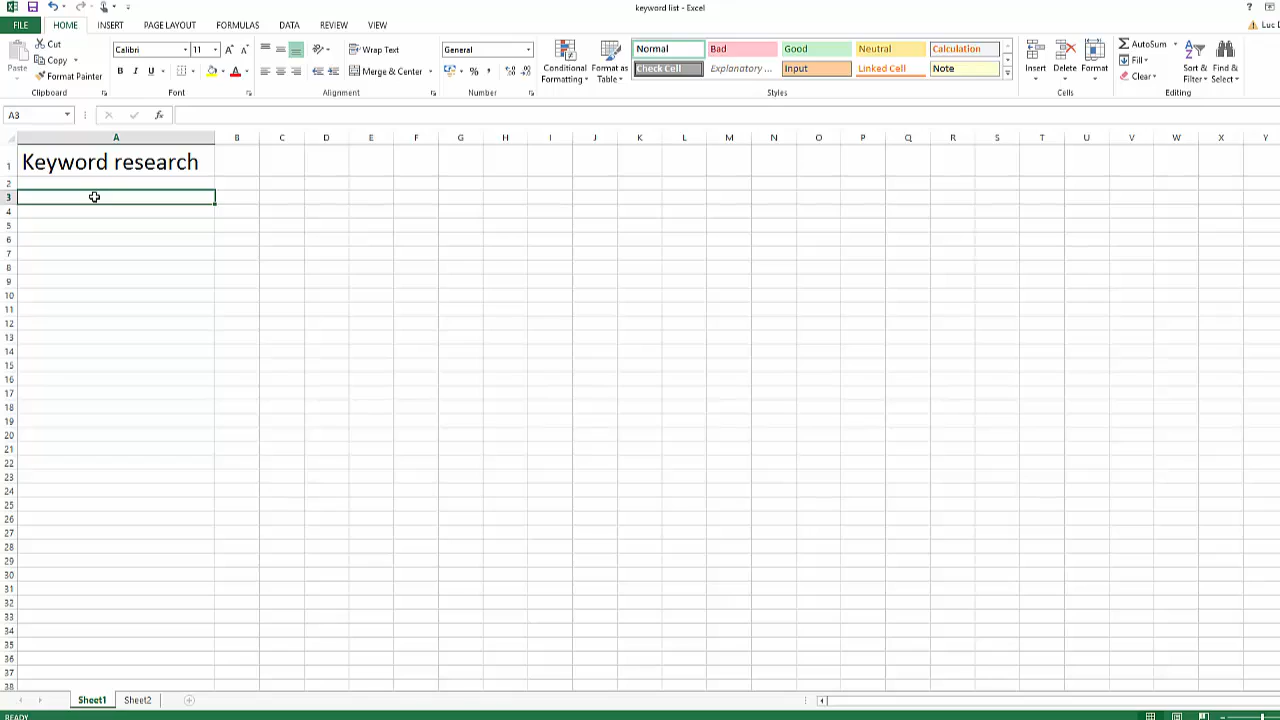 keyword list - Excel
?
FILE HOME INSERT PAGE LAYOUT FORMULAS DATA REVIEW VIEW
Luc
Paste
Cut
Copy
Format Painter
Clipboard
Calibri 11
B I U
Font
Wrap Text
Merge & Center
Alignment
General
%
Number
Conditional Formatting
Format as Table
Normal Bad Good Neutral Calculation
Check Cell Explanatory ... Input Linked Cell Note
Styles
Insert Delete Format
Cells
AutoSum
Fill
Clear
Sort & Filter
Find & Select
Editing
A3
fx
A B C D E F G H I J K L M N O P Q R S T U V W X Y
1 Keyword research
2
3
4
5
6
7
8
9
10
11
12
13
14
15
16
17
18
19
20
21
22
23
24
25
26
27
28
29
30
31
32
33
34
35
36
37
38
Sheet1 Sheet2
READY